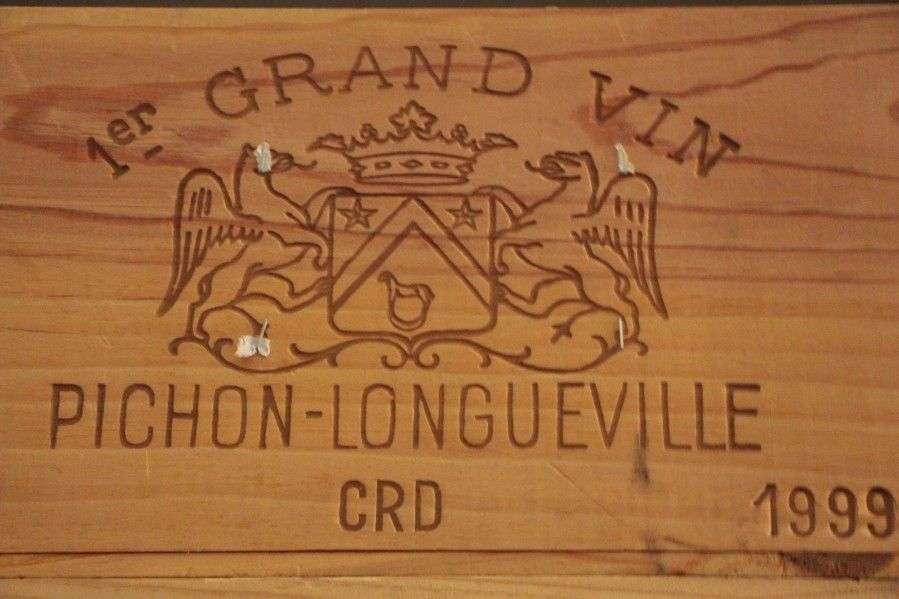 1er GRAND VIN
PICHON-LONGUEVILLE
CRD
1999